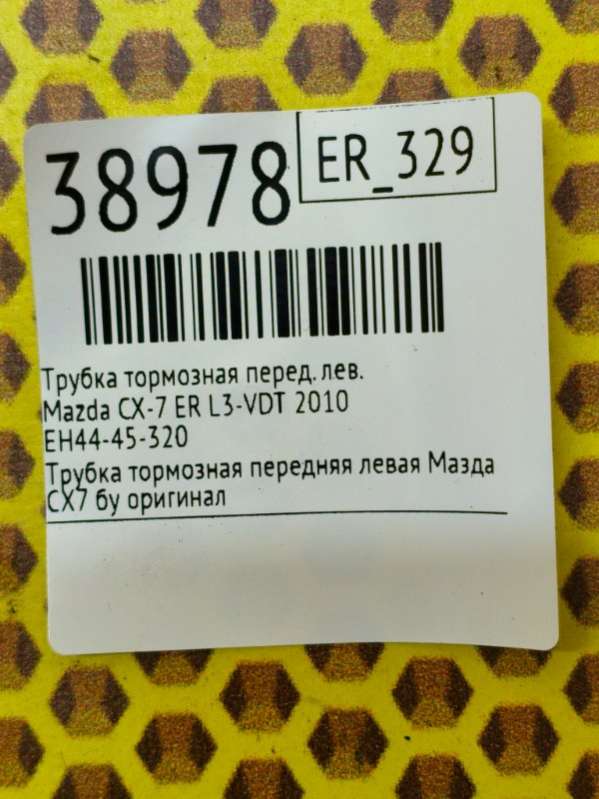 38978
ER_329
Трубка тормозная перед. лев.
Mazda CX-7 ER L3-VDT 2010
EH44-45-320
Трубка тормозная передняя левая Мазда
СХ7 бу оригинал